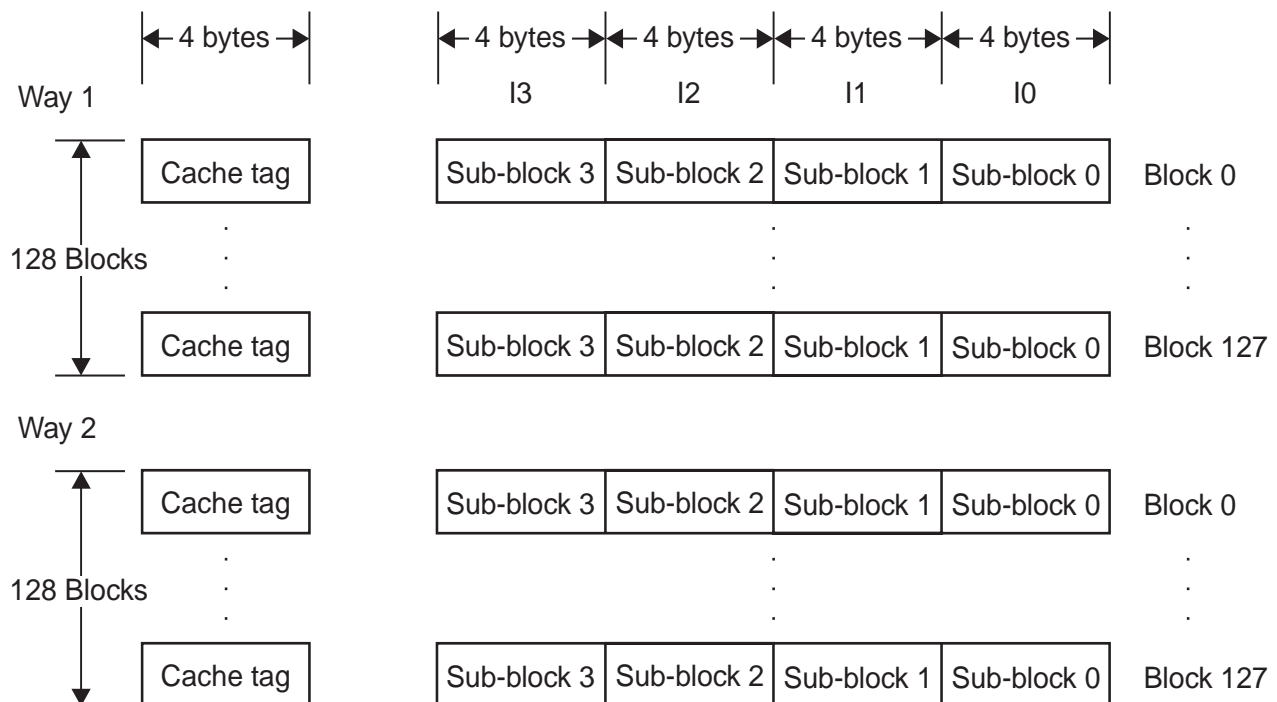 4 bytes 4 bytes 4 bytes 4 bytes 4 bytes
Way 1 I3 I2 I1 I0
Cache tag Sub-block 3 Sub-block 2 Sub-block 1 Sub-block 0 Block 0
128 Blocks
Cache tag Sub-block 3 Sub-block 2 Sub-block 1 Sub-block 0 Block 127
Way 2
Cache tag Sub-block 3 Sub-block 2 Sub-block 1 Sub-block 0 Block 0
128 Blocks
Cache tag Sub-block 3 Sub-block 2 Sub-block 1 Sub-block 0 Block 127